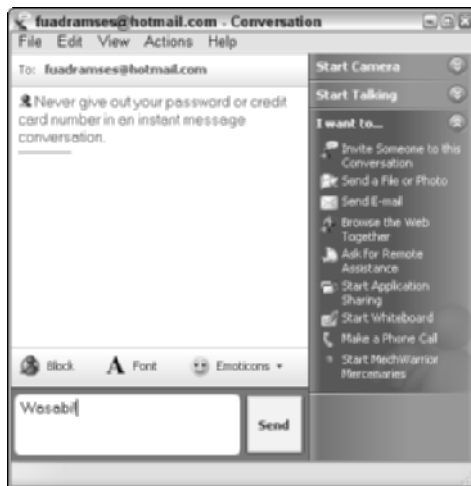 fuadramses@hotmail.com - Conversation
File Edit View Actions Help
To: fuadramses@hotmail.com
Never give out your password or credit
card number in an instant message
conversation.
Block Font Emoticons
Wasabi!
Send
Start Camera
Start Talking
I want to...
Invite Someone to this
Conversation
Send a File or Photo
Send E-mail
Browse the Web
Together
Ask for Remote
Assistance
Start Application
Sharing
Start Whiteboard
Make a Phone Call
Start MechWarrior
Mercenaries